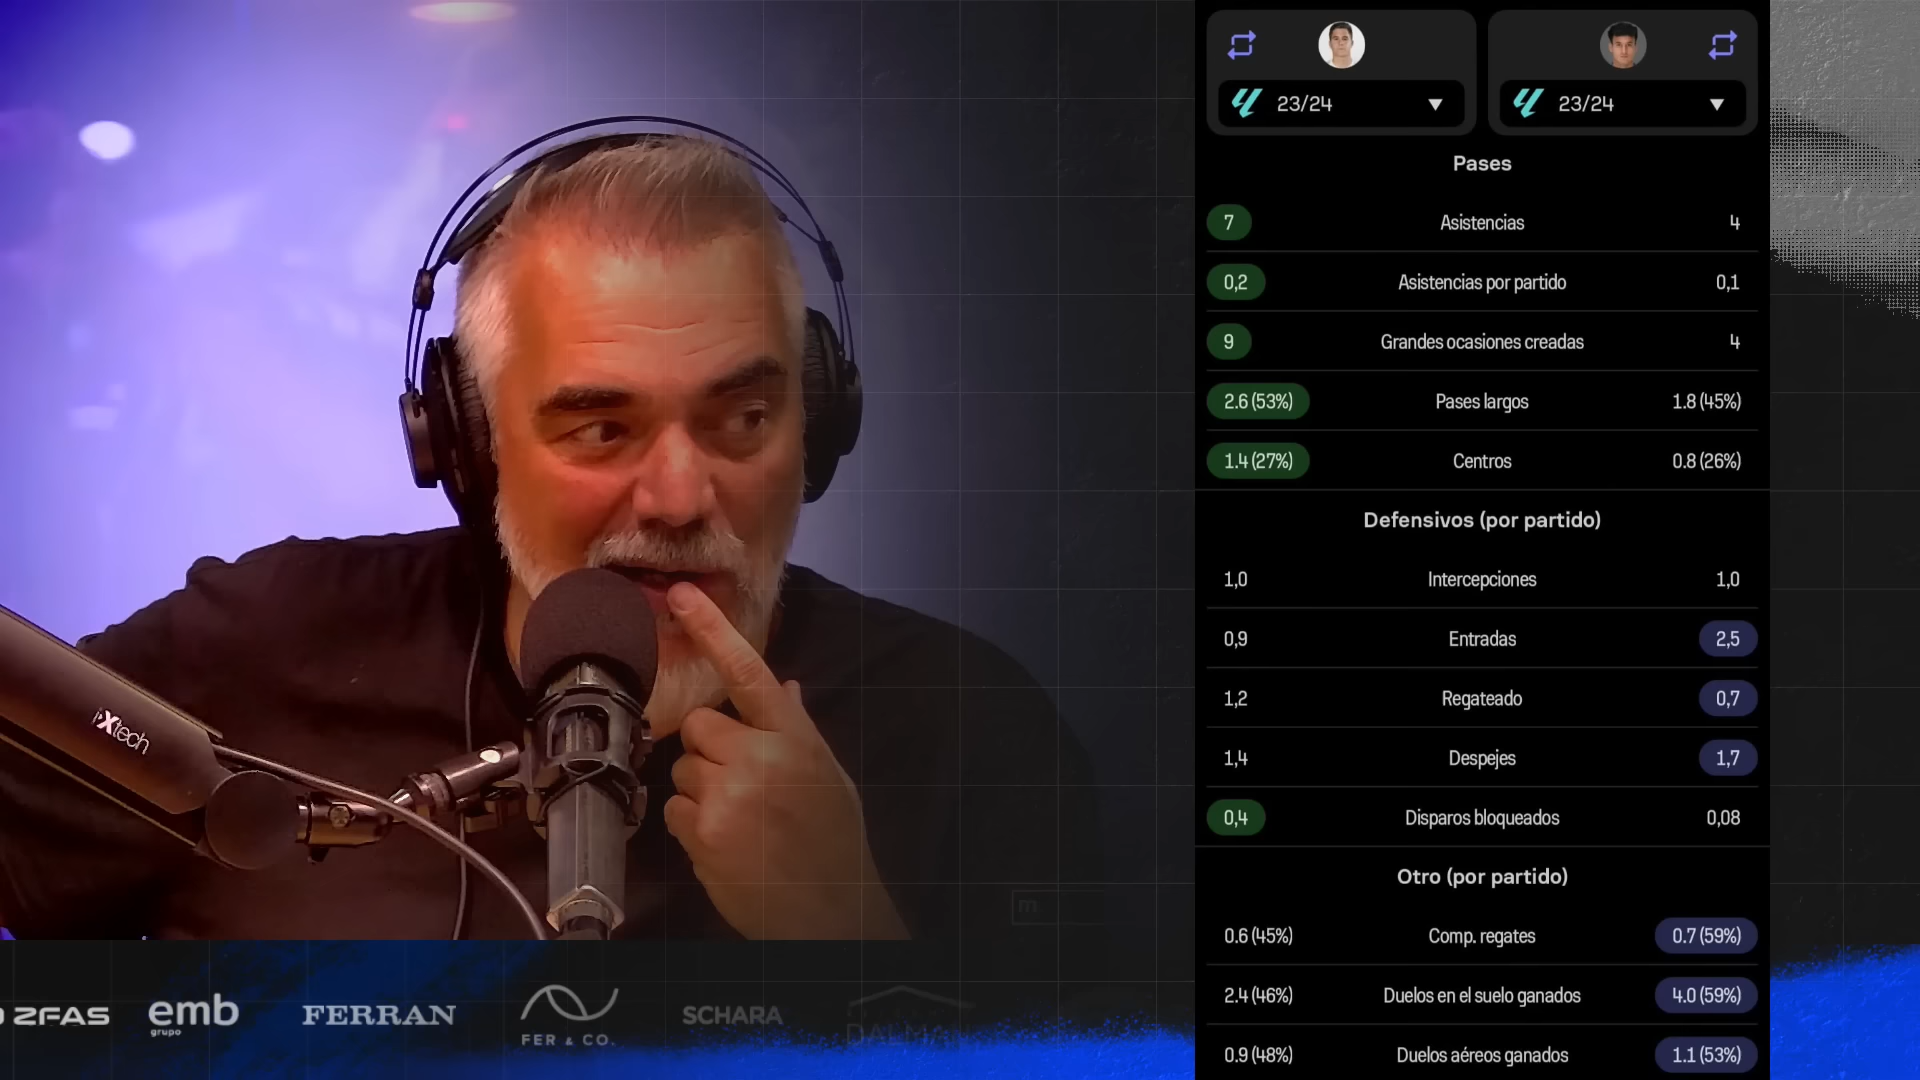 23/24
23/24
Pases
7 Asistencias 4
0,2 Asistencias por partido 0,1
9 Grandes ocasiones creadas 4
2.6 (53%) Pases largos 1.8 (45%)
1.4 (27%) Centros 0.8 (26%)
Defensivos (por partido)
1,0 Intercepciones 1,0
0,9 Entradas 2,5
1,2 Regateado 0,7
1,4 Despejes 1,7
0,4 Disparos bloqueados 0,08
Otro (por partido)
0.6 (45%) Comp. regates 0.7 (59%)
2.4 (46%) Duelos en el suelo ganados 4.0 (59%)
0.9 (48%) Duelos aéreos ganados 1.1 (53%)
ZFAS
emb
grupo
FERRAN
FER & CO.
SCHARA